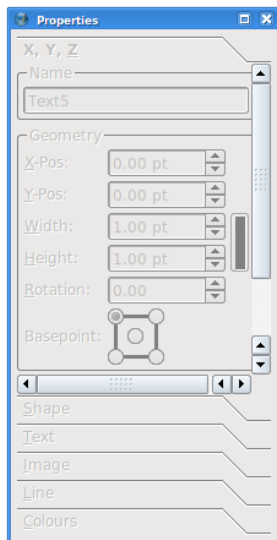 Properties
X, Y, Z
Name
Text5
Geometry
X-Pos: 0.00 pt
Y-Pos: 0.00 pt
Width: 1.00 pt
Height: 1.00 pt
Rotation: 0.00
Basepoint:
Shape
Text
Image
Line
Colours